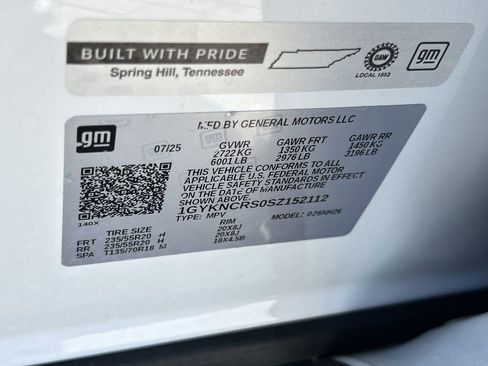 BUILT WITH PRIDE
Spring Hill, Tennessee
UAW
LOCAL 1853
gm
gm
MFD BY GENERAL MOTORS LLC
07/25 GVWR GAWR FRT GAWR RR
2722 KG 1350 KG 1450 KG
6001 LB 2976 LB 3196 LB
THIS VEHICLE CONFORMS TO ALL
APPLICABLE U.S. FEDERAL MOTOR
VEHICLE SAFETY STANDARDS IN EFFECT
ON THE DATE OF MANUFACTURE
1GYKNCRS0SZ152112
TYPE: MPV MODEL: 026NH26
140X
TIRE SIZE RIM
FRT 235/55R20 H 20X8J
RR 235/55R20 H 20X8J
SPA T135/70R18 M 18X4.5B